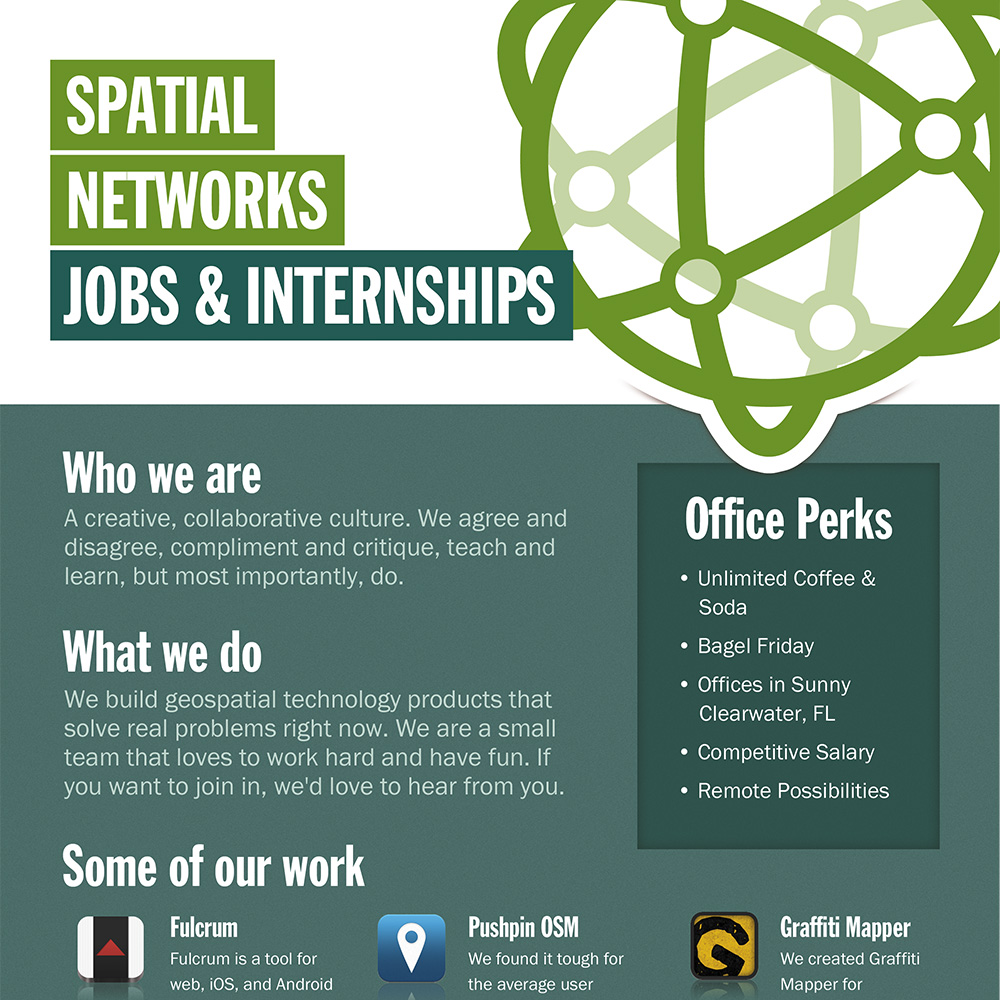 SPATIAL
NETWORKS
JOBS & INTERNSHIPS
Who we are
A creative, collaborative culture. We agree and
disagree, compliment and critique, teach and
learn, but most importantly, do.
What we do
We build geospatial technology products that
solve real problems right now. We are a small
team that loves to work hard and have fun. If
you want to join in, we'd love to hear from you.
Office Perks
• Unlimited Coffee &
Soda
• Bagel Friday
• Offices in Sunny
Clearwater, FL
• Competitive Salary
• Remote Possibilities
Some of our work
Fulcrum
Fulcrum is a tool for
web, iOS, and Android
Pushpin OSM
We found it tough for
the average user
G
Graffiti Mapper
We created Graffiti
Mapper for